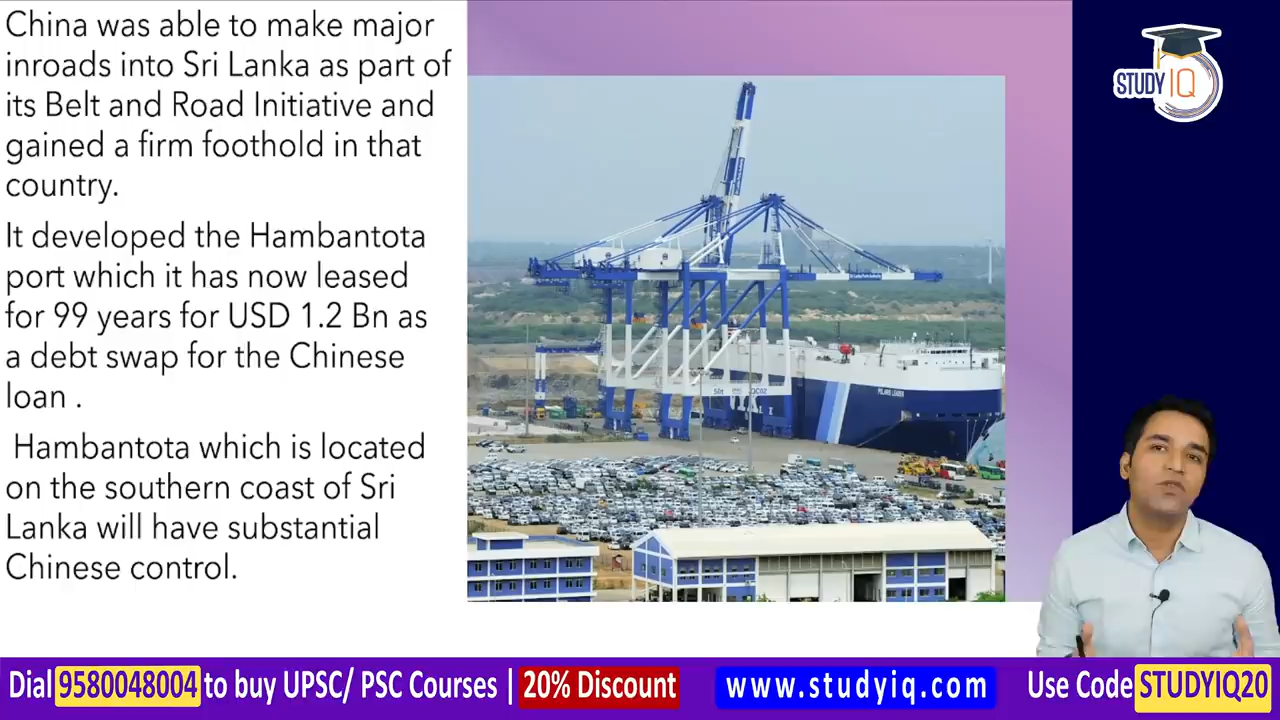 China was able to make major
inroads into Sri Lanka as part of
its Belt and Road Initiative and
gained a firm foothold in that
country.
It developed the Hambantota
port which it has now leased
for 99 years for USD 1.2 Bn as
a debt swap for the Chinese
loan .
Hambantota which is located
on the southern coast of Sri
Lanka will have substantial
Chinese control.
STUDY IQ
POLARIS LEADER
Dial 9580048004 to buy UPSC/ PSC Courses | 20% Discount www.studyiq.com Use Code STUDYIQ20